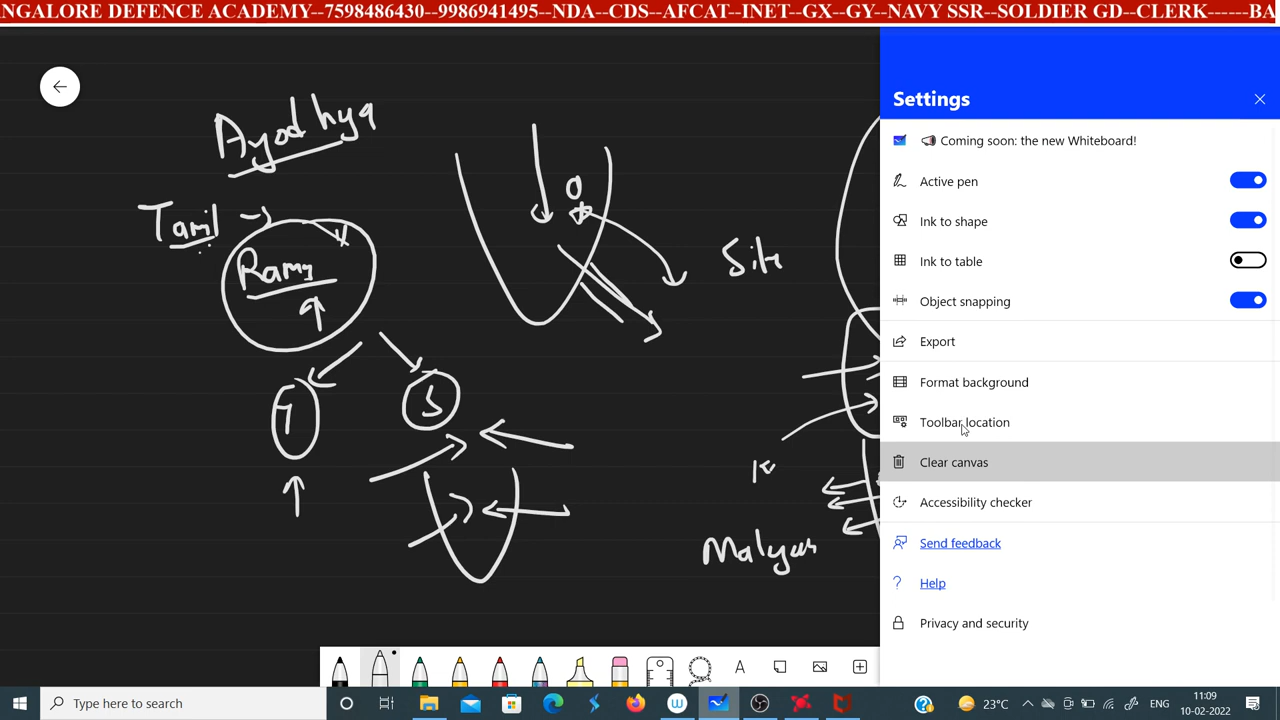 ANGALORE DEFENCE ACADEMY--7598486430--9986941495--NDA--CDS--AFCAT--INET--GX--GY--NAVY SSR--SOLDIER GD--CLERK------BA
Settings
Coming soon: the new Whiteboard!
Active pen
Ink to shape
Ink to table
Object snapping
Export
Format background
Toolbar location
Clear canvas
Accessibility checker
Send feedback
Help
Privacy and security
Ayodhya
Tamil
Rama
7
Malyan
A
Type here to search
23°C
11:09
10-02-2022